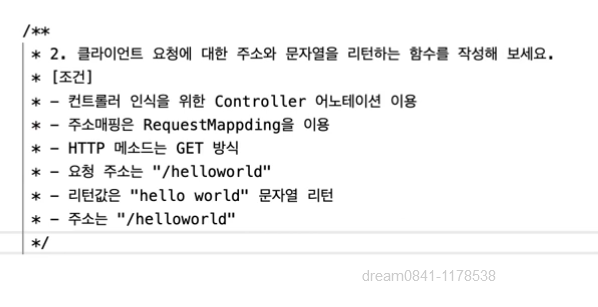 /**
* 2. 클라이언트 요청에 대한 주소와 문자열을 리턴하는 함수를 작성해 보세요.
* [조건]
* - 컨트롤러 인식을 위한 Controller 어노테이션 이용
* - 주소매핑은 RequestMappding을 이용
* - HTTP 메소드는 GET 방식
* - 요청 주소는 "/helloworld"
* - 리턴값은 "hello world" 문자열 리턴
* - 주소는 "/helloworld"
*/
dream0841-1178538